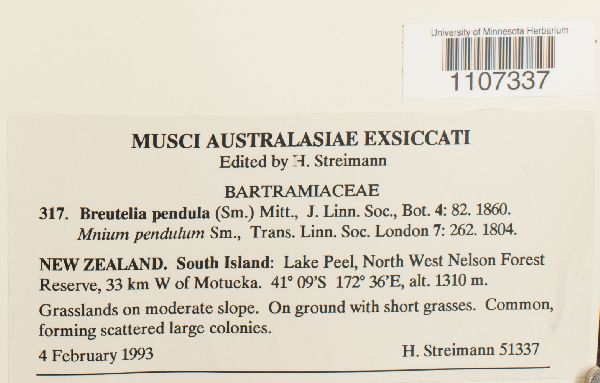 University of Minnesota Herbarium
1107337
MUSCI AUSTRALASIAE EXSICCATI
Edited by H. Streimann
BARTRAMIACEAE
317. Breutelia pendula (Sm.) Mitt., J. Linn. Soc., Bot. 4: 82. 1860.
Mnium pendulum Sm., Trans. Linn. Soc. London 7: 262. 1804.
NEW ZEALAND. South Island: Lake Peel, North West Nelson Forest
Reserve, 33 km W of Motucka. 41° 09'S 172° 36'E, alt. 1310 m.
Grasslands on moderate slope. On ground with short grasses. Common,
forming scattered large colonies.
4 February 1993 H. Streimann 51337